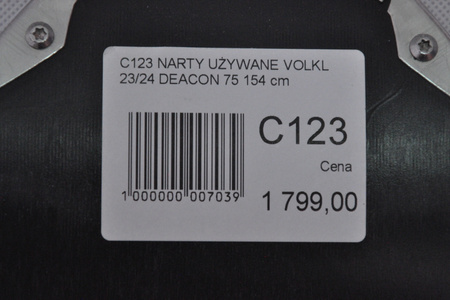 C123 NARTY UŻYWANE VOLKL
23/24 DEACON 75 154 cm
C123
Cena
1 000000 007039
1 799,00